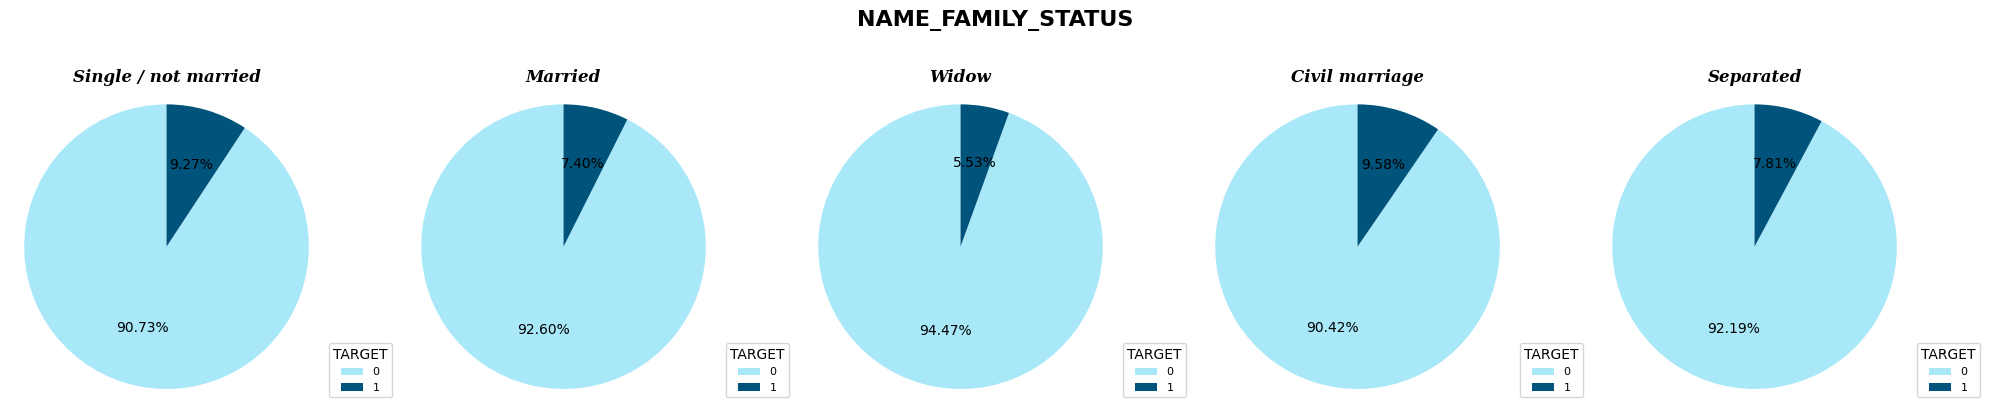 NAME_FAMILY_STATUS
Single / not married
9.27%
90.73%
TARGET
0
1
Married
7.40%
92.60%
TARGET
0
1
Widow
5.53%
94.47%
TARGET
0
1
Civil marriage
9.58%
90.42%
TARGET
0
1
Separated
7.81%
92.19%
TARGET
0
1